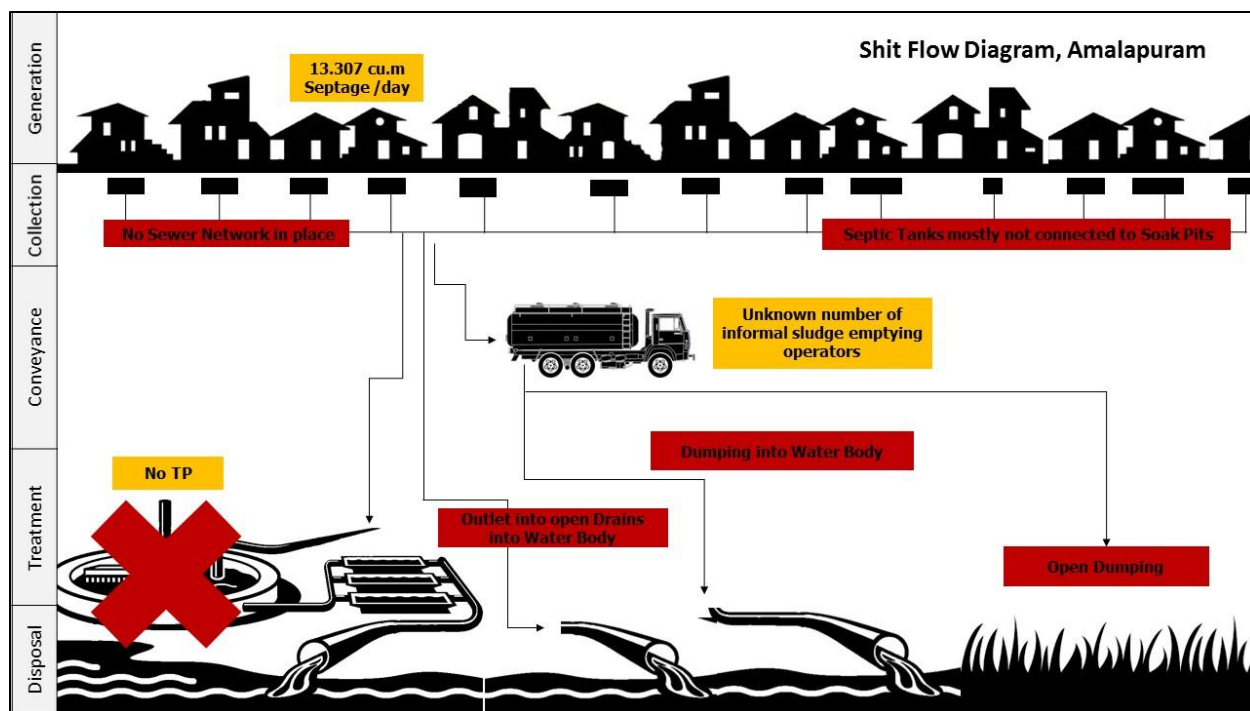 Shit Flow Diagram, Amalapuram
Generation
13.307 cu.m
Septage /day
Collection
No Sewer Network in place
Septic Tanks mostly not connected to Soak Pits
Conveyance
Unknown number of
informal sludge emptying
operators
Dumping into Water Body
Treatment
No TP
Outlet into open Drains
into Water Body
Open Dumping
Disposal